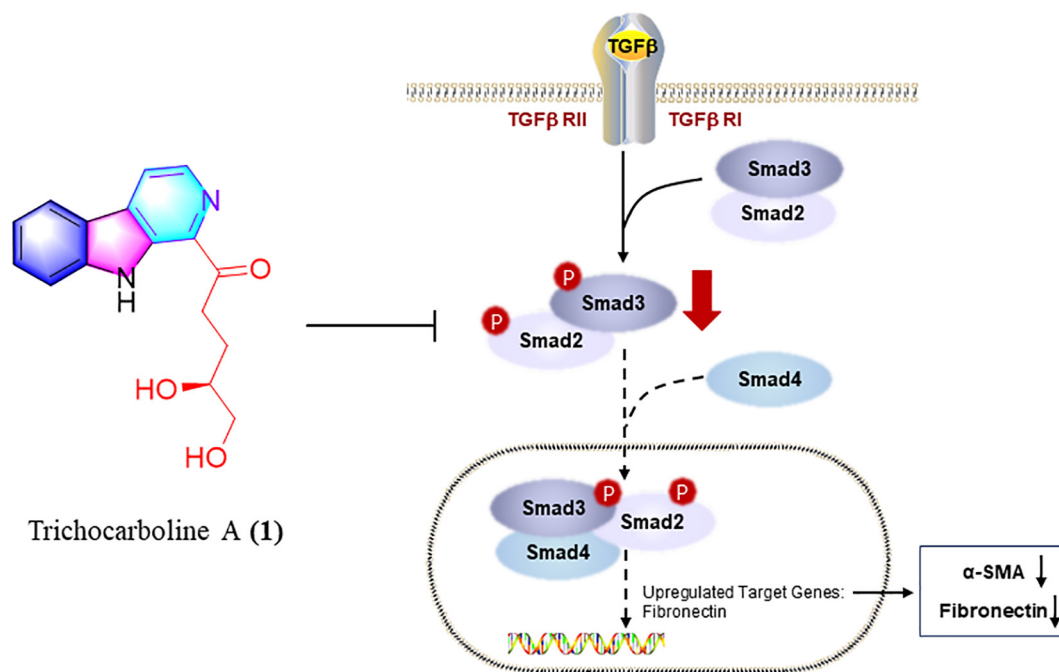 TGFβ
TGFβ RII
TGFβ RI
Smad3
Smad2
N
N
H
O
HO
HO
Trichocarboline A (1)
P
Smad3
P
Smad2
Smad4
P
P
Smad3
Smad2
Smad4
Upregulated Target Genes:
Fibronectin
α-SMA
Fibronectin